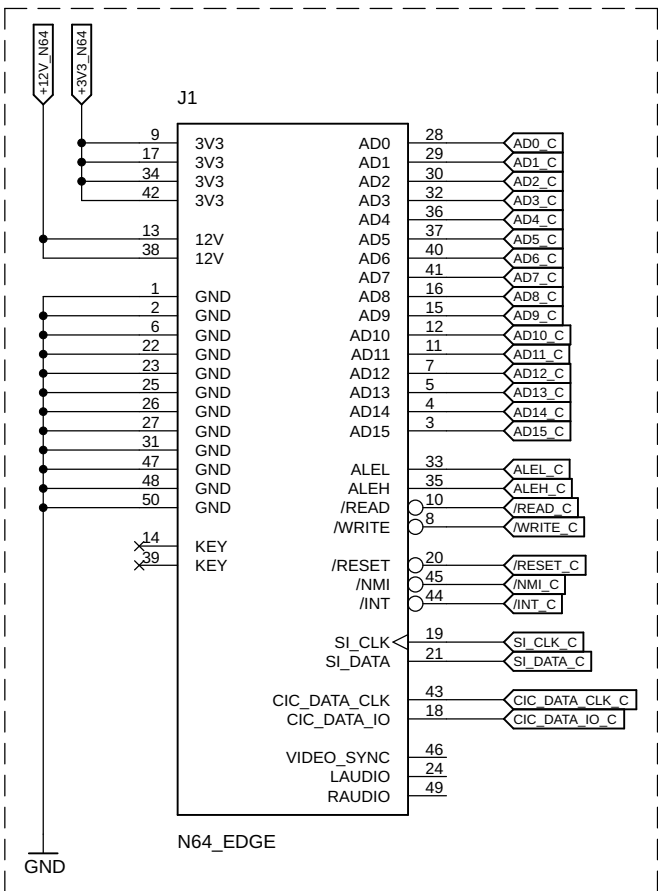 +12V_N64
+3V3_N64
J1
9 3V3 AD0 28 AD0_C
17 3V3 AD1 29 AD1_C
34 3V3 AD2 30 AD2_C
42 3V3 AD3 32 AD3_C
AD4 36 AD4_C
13 12V AD5 37 AD5_C
38 12V AD6 40 AD6_C
AD7 41 AD7_C
1 GND AD8 16 AD8_C
2 GND AD9 15 AD9_C
6 GND AD10 12 AD10_C
22 GND AD11 11 AD11_C
23 GND AD12 7 AD12_C
25 GND AD13 5 AD13_C
26 GND AD14 4 AD14_C
27 GND AD15 3 AD15_C
31 GND
47 GND ALEL 33 ALEL_C
48 GND ALEH 35 ALEH_C
50 GND /READ 10 /READ_C
/WRITE 8 /WRITE_C
14 KEY
39 KEY /RESET 20 /RESET_C
/NMI 45 /NMI_C
/INT 44 /INT_C
SI_CLK 19 SI_CLK_C
SI_DATA 21 SI_DATA_C
CIC_DATA_CLK 43 CIC_DATA_CLK_C
CIC_DATA_IO 18 CIC_DATA_IO_C
VIDEO_SYNC 46
LAUDIO 24
RAUDIO 49
N64_EDGE
GND